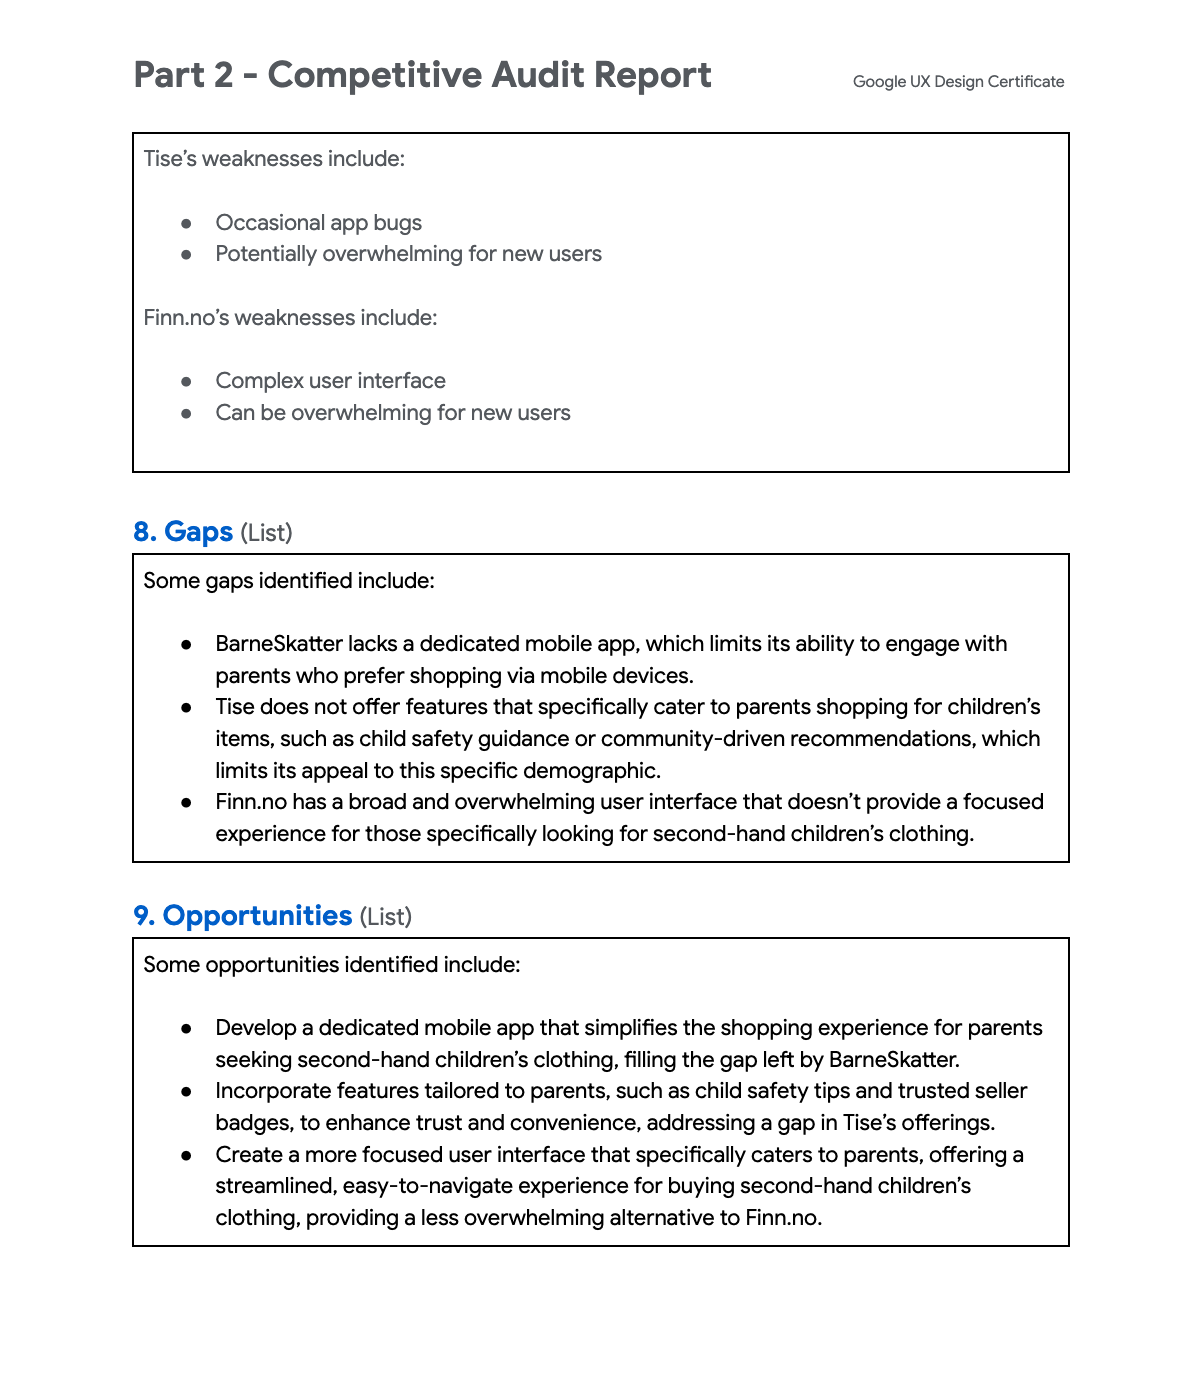 Part 2 - Competitive Audit Report
Google UX Design Certificate
Tise’s weaknesses include:
● Occasional app bugs
● Potentially overwhelming for new users
Finn.no’s weaknesses include:
● Complex user interface
● Can be overwhelming for new users
8. Gaps (List)
Some gaps identified include:
● BarneSkatter lacks a dedicated mobile app, which limits its ability to engage with
parents who prefer shopping via mobile devices.
● Tise does not offer features that specifically cater to parents shopping for children’s
items, such as child safety guidance or community-driven recommendations, which
limits its appeal to this specific demographic.
● Finn.no has a broad and overwhelming user interface that doesn’t provide a focused
experience for those specifically looking for second-hand children’s clothing.
9. Opportunities (List)
Some opportunities identified include:
● Develop a dedicated mobile app that simplifies the shopping experience for parents
seeking second-hand children’s clothing, filling the gap left by BarneSkatter.
● Incorporate features tailored to parents, such as child safety tips and trusted seller
badges, to enhance trust and convenience, addressing a gap in Tise’s offerings.
● Create a more focused user interface that specifically caters to parents, offering a
streamlined, easy-to-navigate experience for buying second-hand children’s
clothing, providing a less overwhelming alternative to Finn.no.